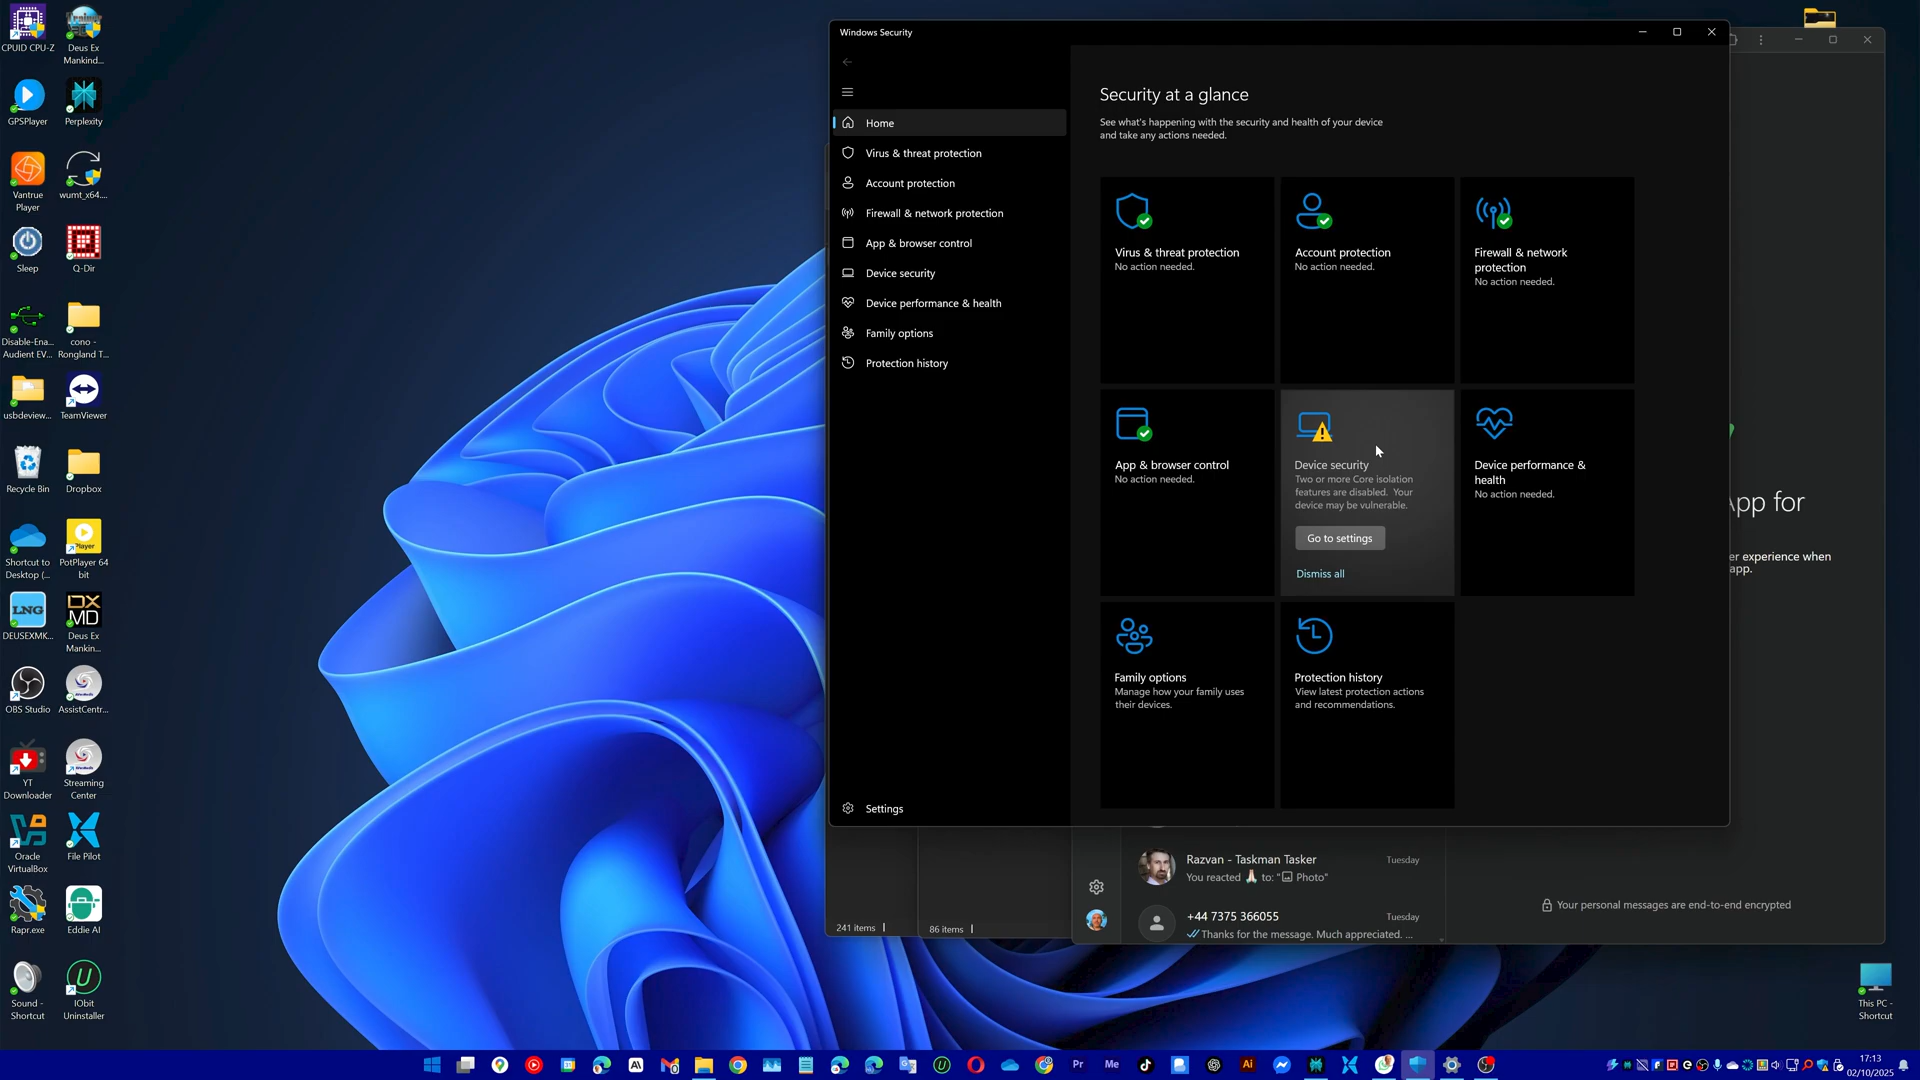 CPUID CPU-Z
Deus Ex
Mankind...
GPSPlayer
Perplexity
Vantrue
Player
wumt_x64....
Sleep
Q-Dir
Disable-Ena...
Audient EV...
cono -
Rongland T...
usbdeview...
TeamViewer
Recycle Bin
Dropbox
Shortcut to
Desktop (...
PotPlayer 64
bit
DEUSEXMK...
Deus Ex
Mankin...
OBS Studio
AssistCentr...
YT
Downloader
Streaming
Center
Oracle
VirtualBox
File Pilot
Rapr.exe
Eddie AI
Sound -
Shortcut
IObit
Uninstaller
Windows Security
Home
Virus & threat protection
Account protection
Firewall & network protection
App & browser control
Device security
Device performance & health
Family options
Protection history
Settings
Security at a glance
See what's happening with the security and health of your device
and take any actions needed.
Virus & threat protection
No action needed.
Account protection
No action needed.
Firewall & network
protection
No action needed.
App & browser control
No action needed.
Device security
Two or more Core isolation
features are disabled. Your
device may be vulnerable.
Go to settings
Dismiss all
Device performance &
health
No action needed.
Family options
Manage how your family uses
their devices.
Protection history
View latest protection actions
and recommendations.
App for
er experience when
app.
Razvan - Taskman Tasker
Tuesday
You reacted 🙏🏻 to: "Photo"
+44 7375 366055
Tuesday
Thanks for the message. Much appreciated. ...
Your personal messages are end-to-end encrypted
241 items
86 items
This PC -
Shortcut
17:13
02/10/2025